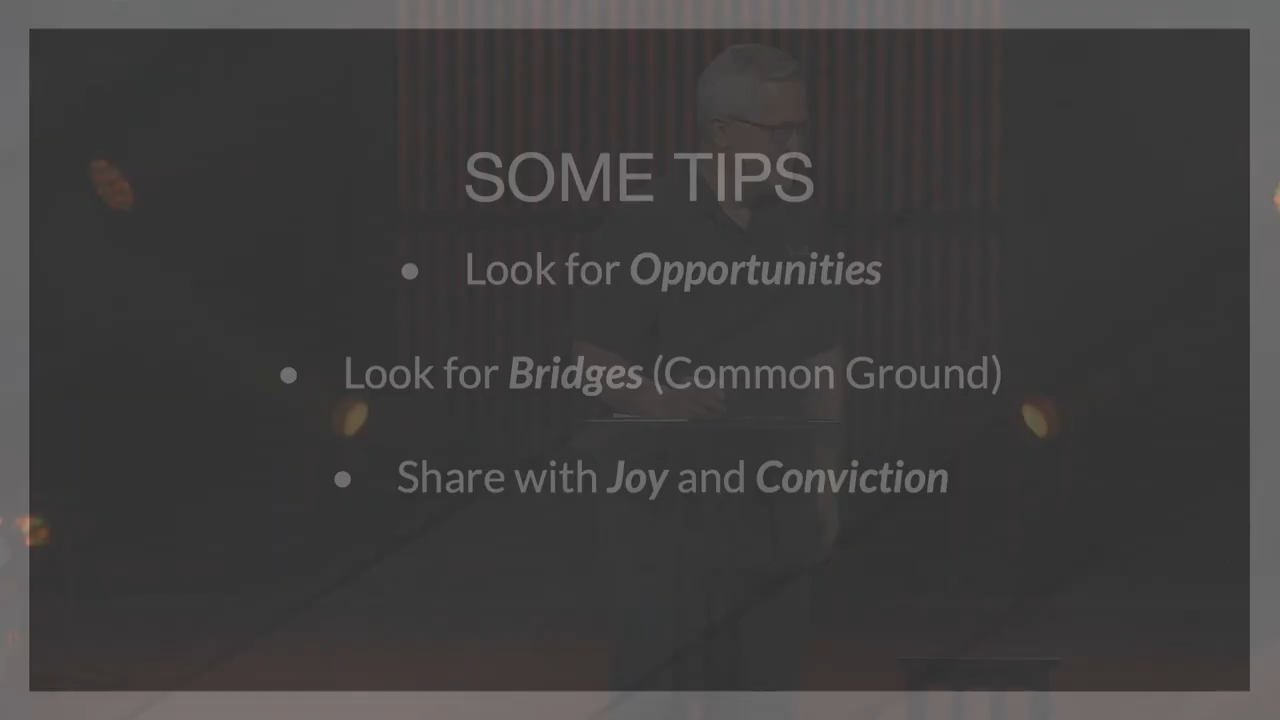 SOME TIPS
● Look for Opportunities
● Look for Bridges (Common Ground)
● Share with Joy and Conviction